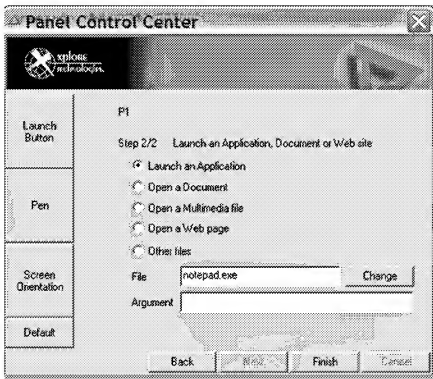 Panel Control Center
xplore
technologies.
Launch
Button
Pen
Screen
Orientation
Default
P1
Step 2/2 Launch an Application, Document or Web site
Launch an Application
Open a Document
Open a Multimedia file
Open a Web page
Other files
File notepad.exe Change
Argument
Back Next Finish Cancel